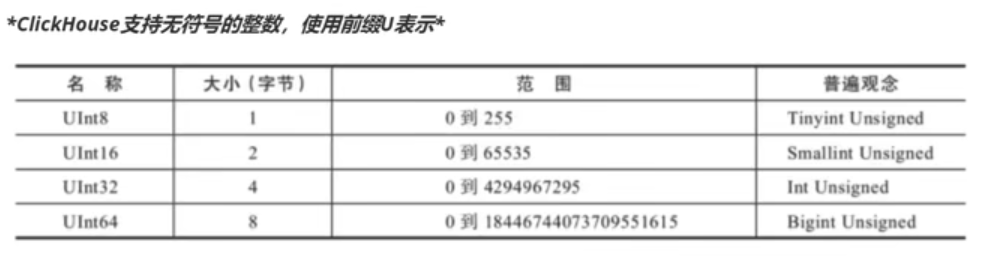 *ClickHouse支持无符号的整数，使用前缀U表示*
名 称 大小（字节） 范 围 普遍观念
UInt8 1 0 到 255 Tinyint Unsigned
UInt16 2 0 到 65535 Smallint Unsigned
UInt32 4 0 到 4294967295 Int Unsigned
UInt64 8 0 到 18446744073709551615 Bigint Unsigned